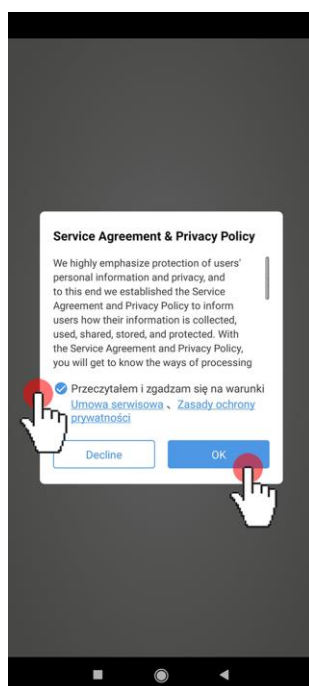 Service Agreement & Privacy Policy
We highly emphasize protection of users'
personal information and privacy, and
to this end we established the Service
Agreement and Privacy Policy to inform
users how their information is collected,
used, shared, stored, and protected. With
the Service Agreement and Privacy Policy,
you will get to know the ways of processing
Przeczytałem i zgadzam się na warunki
Umowa serwisowa 、 Zasady ochrony
prywatności
Decline
OK